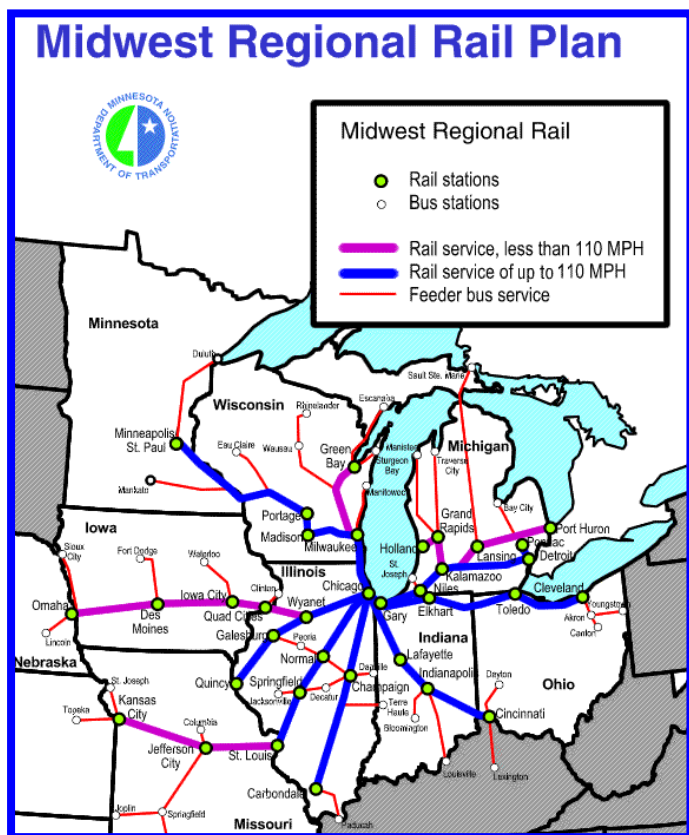 Midwest Regional Rail Plan
DEPARTMENT OF TRANSPORTATION
MINNESOTA
Midwest Regional Rail
Rail stations
Bus stations
Rail service, less than 110 MPH
Rail service of up to 110 MPH
Feeder bus service
Minnesota
Duluth
Sault Ste. Marie
Wisconsin
Rhinelander
Escanaba
Minneapolis
St. Paul
Eau Claire
Wausau
Green
Bay
Manistee
Sturgeon
Bay
Michigan
Traverse
City
Mankato
Manitowoc
Bay City
Portage
Grand
Rapids
Port Huron
Iowa
Madison
Milwaukee
Holland
Lansing
Pontiac
Detroit
Sioux
City
Fort Dodge
Waterloo
St.
Joseph
Kalamazoo
Illinois
Clinton
Chicago
Niles
Cleveland
Omaha
Des
Moines
Iowa City
Quad Cities
Wyanet
Gary
Elkhart
Toledo
Youngstown
Akron
Canton
Lincoln
Galesburg
Peoria
Indiana
Nebraska
Normal
Lafayette
Ohio
St. Joseph
Quincy
Springfield
Danville
Champaign
Indianapolis
Dayton
Kansas
City
Jacksonville
Decatur
Terre
Haute
Topeka
Columbia
Bloomington
Cincinnati
Jefferson
City
St. Louis
Louisville
Lexington
Carbondale
Joplin
Springfield
Missouri
Paducah